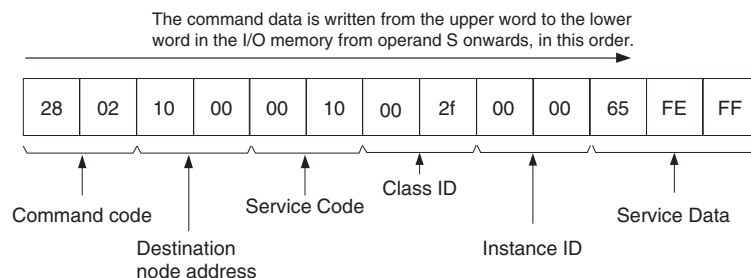 The command data is written from the upper word to the lower
word in the I/O memory from operand S onwards, in this order.
28 02 10 00 00 10 00 2f 00 00 65 FE FF
Class ID
Command code Service Code Service Data
Destination Instance ID
node address